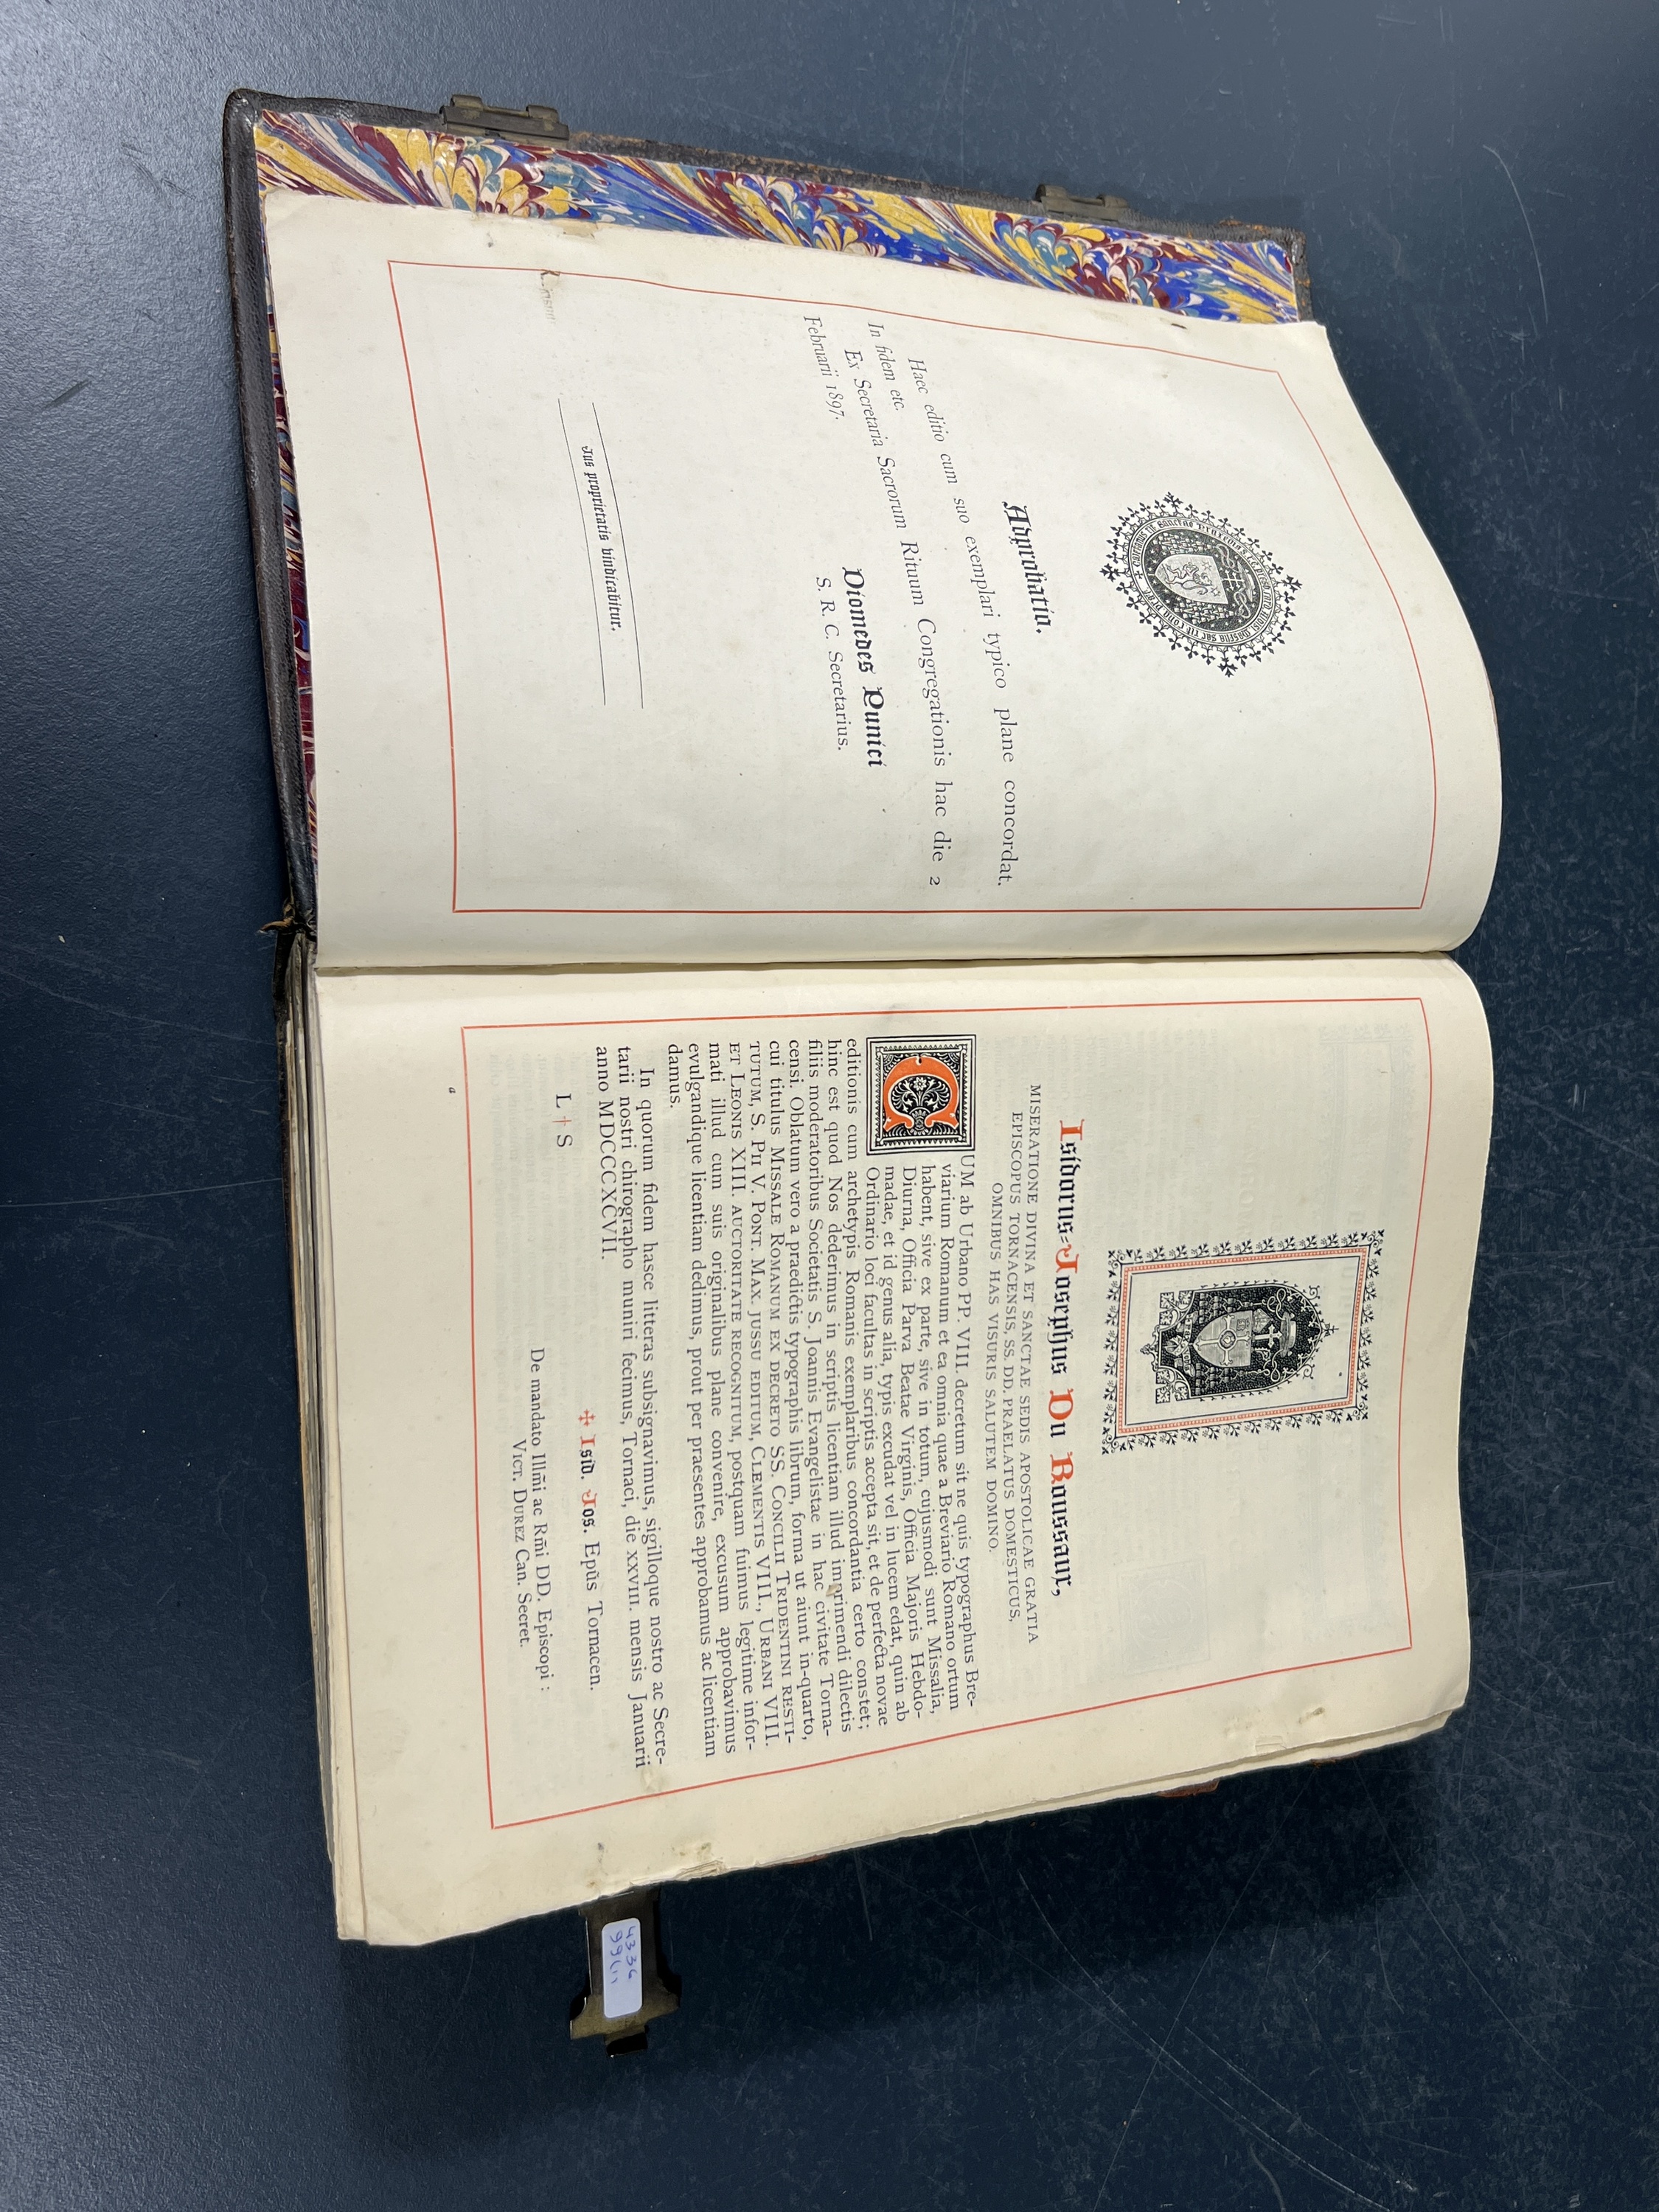 Approbatio.
Haec editio cum suo exemplari typico plane concordat.
In fidem etc.
Ex Secretaria Sacrorum Rituum Congregationis hac die 2
Februarii 1897.
Diomedes Panici
S. R. C. Secretarius.
Jus proprietatis vindicabitur.
Isidorus-Josephus Du Roussaux,
MISERATIONE DIVINA ET SANCTAE SEDIS APOSTOLICAE GRATIA
EPISCOPUS TORNACENSIS, SS. DD. PRAELATUS DOMESTICUS,
OMNIBUS HAS VISURIS SALUTEM DOMINO.
CUM ab Urbano PP. VIII. decretum sit ne quis typographus Bre-
viarium Romanum et ea omnia quae a Breviario Romano ortum
habent, sive ex parte, sive in totum, cujusmodi sunt Missalia,
Diurna, Officia Parva Beatae Virginis, Officia Majoris Hebdo-
madae, et id genus alia, typis excudat vel in lucem edat, quin ab
Ordinario loci facultas in scriptis accepta sit, et de perfecta novae
editionis cum archetypis Romanis exemplaribus concordantia certo constet;
hinc est quod Nos dederimus in scriptis licentiam illud imprimendi dilectis
filiis moderatoribus Societatis S. Joannis Evangelistae in hac civitate Torna-
censi. Oblatum vero a praedictis typographis librum, forma ut aiunt in-quarto,
cui titulus MISSALE ROMANUM EX DECRETO SS. CONCILII TRIDENTINI RESTI-
TUTUM, S. PII V. PONT. MAX. JUSSU EDITUM, CLEMENTIS VIII., URBANI VIII.
ET LEONIS XIII. AUCTORITATE RECOGNITUM, postquam fuimus legitime infor-
mati illud cum suis originalibus plane convenire, excusum approbavimus
evulgandique licentiam dedimus, prout per praesentes approbamus ac licentiam
damus.
In quorum fidem hasce litteras subsignavimus, sigilloque nostro ac Secre-
tarii nostri chirographo muniri fecimus, Tornaci, die XXVIII. mensis Januarii
anno MDCCCXCVII.
L † S
✠ Isid. Jos. Epūs Tornacen.
De mandato Illm̄i ac Rm̄i DD. Episcopi :
VICT. DUREZ Can. Secret.
a
4336